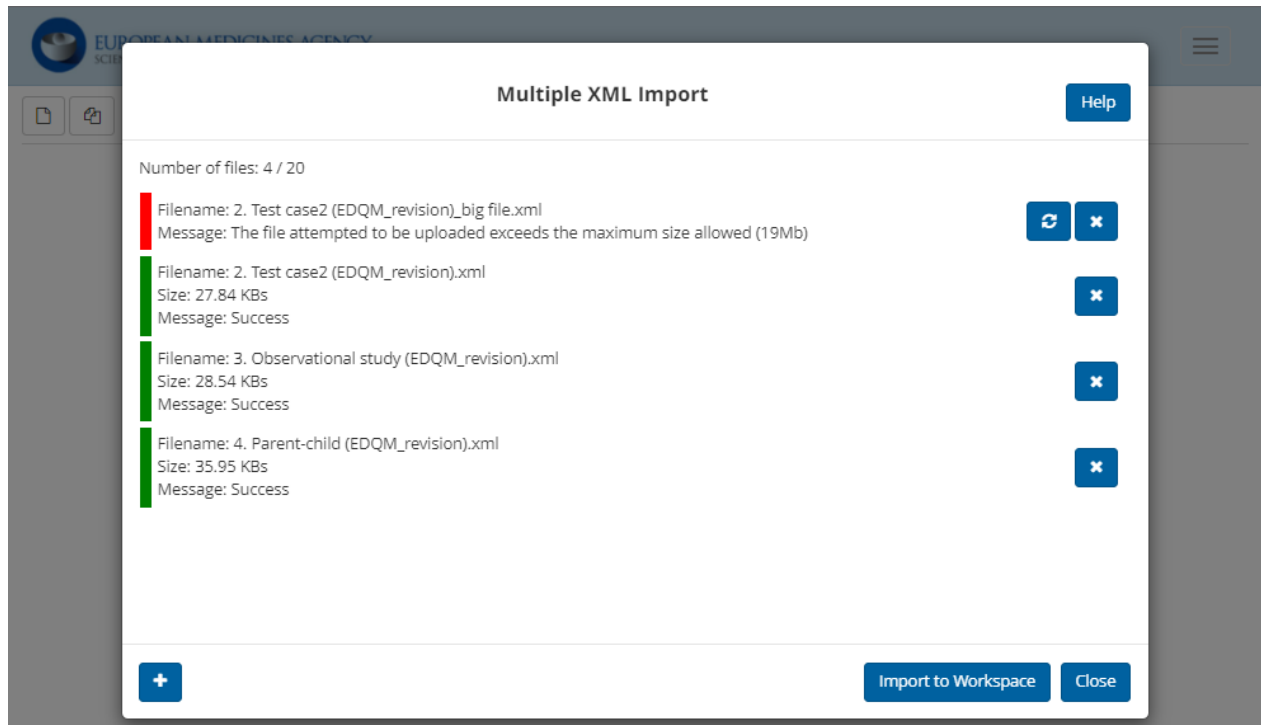 EUROPEAN MEDICINES AGENCY
Multiple XML Import
Help
Number of files: 4 / 20
Filename: 2. Test case2 (EDQM_revision)_big file.xml
Message: The file attempted to be uploaded exceeds the maximum size allowed (19Mb)
Filename: 2. Test case2 (EDQM_revision).xml
Size: 27.84 KBs
Message: Success
Filename: 3. Observational study (EDQM_revision).xml
Size: 28.54 KBs
Message: Success
Filename: 4. Parent-child (EDQM_revision).xml
Size: 35.95 KBs
Message: Success
Import to Workspace
Close